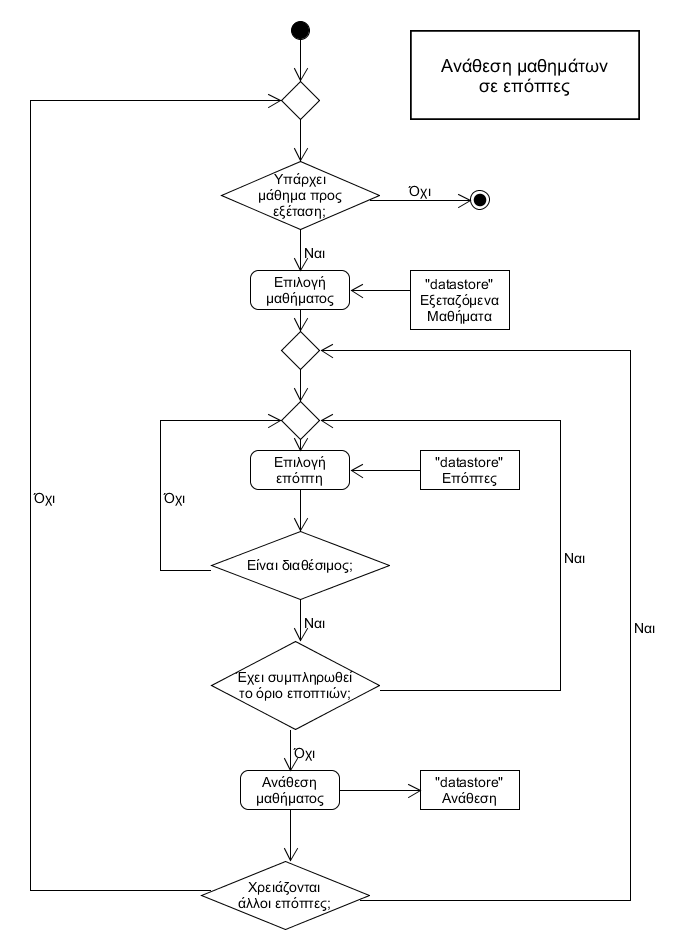 Ανάθεση μαθημάτων
σε επόπτες
Υπάρχει
μάθημα προς
εξέταση;
Όχι
Ναι
Επιλογή
μαθήματος
"datastore"
Εξεταζόμενα
Μαθήματα
Επιλογή
επόπτη
"datastore"
Επόπτες
Όχι
Όχι
Είναι διαθέσιμος;
Ναι
Ναι
Ναι
Εχει συμπληρωθεί
το όριο εποπτιών;
Όχι
Ανάθεση
μαθήματος
"datastore"
Ανάθεση
Χρειάζονται
άλλοι επόπτες;